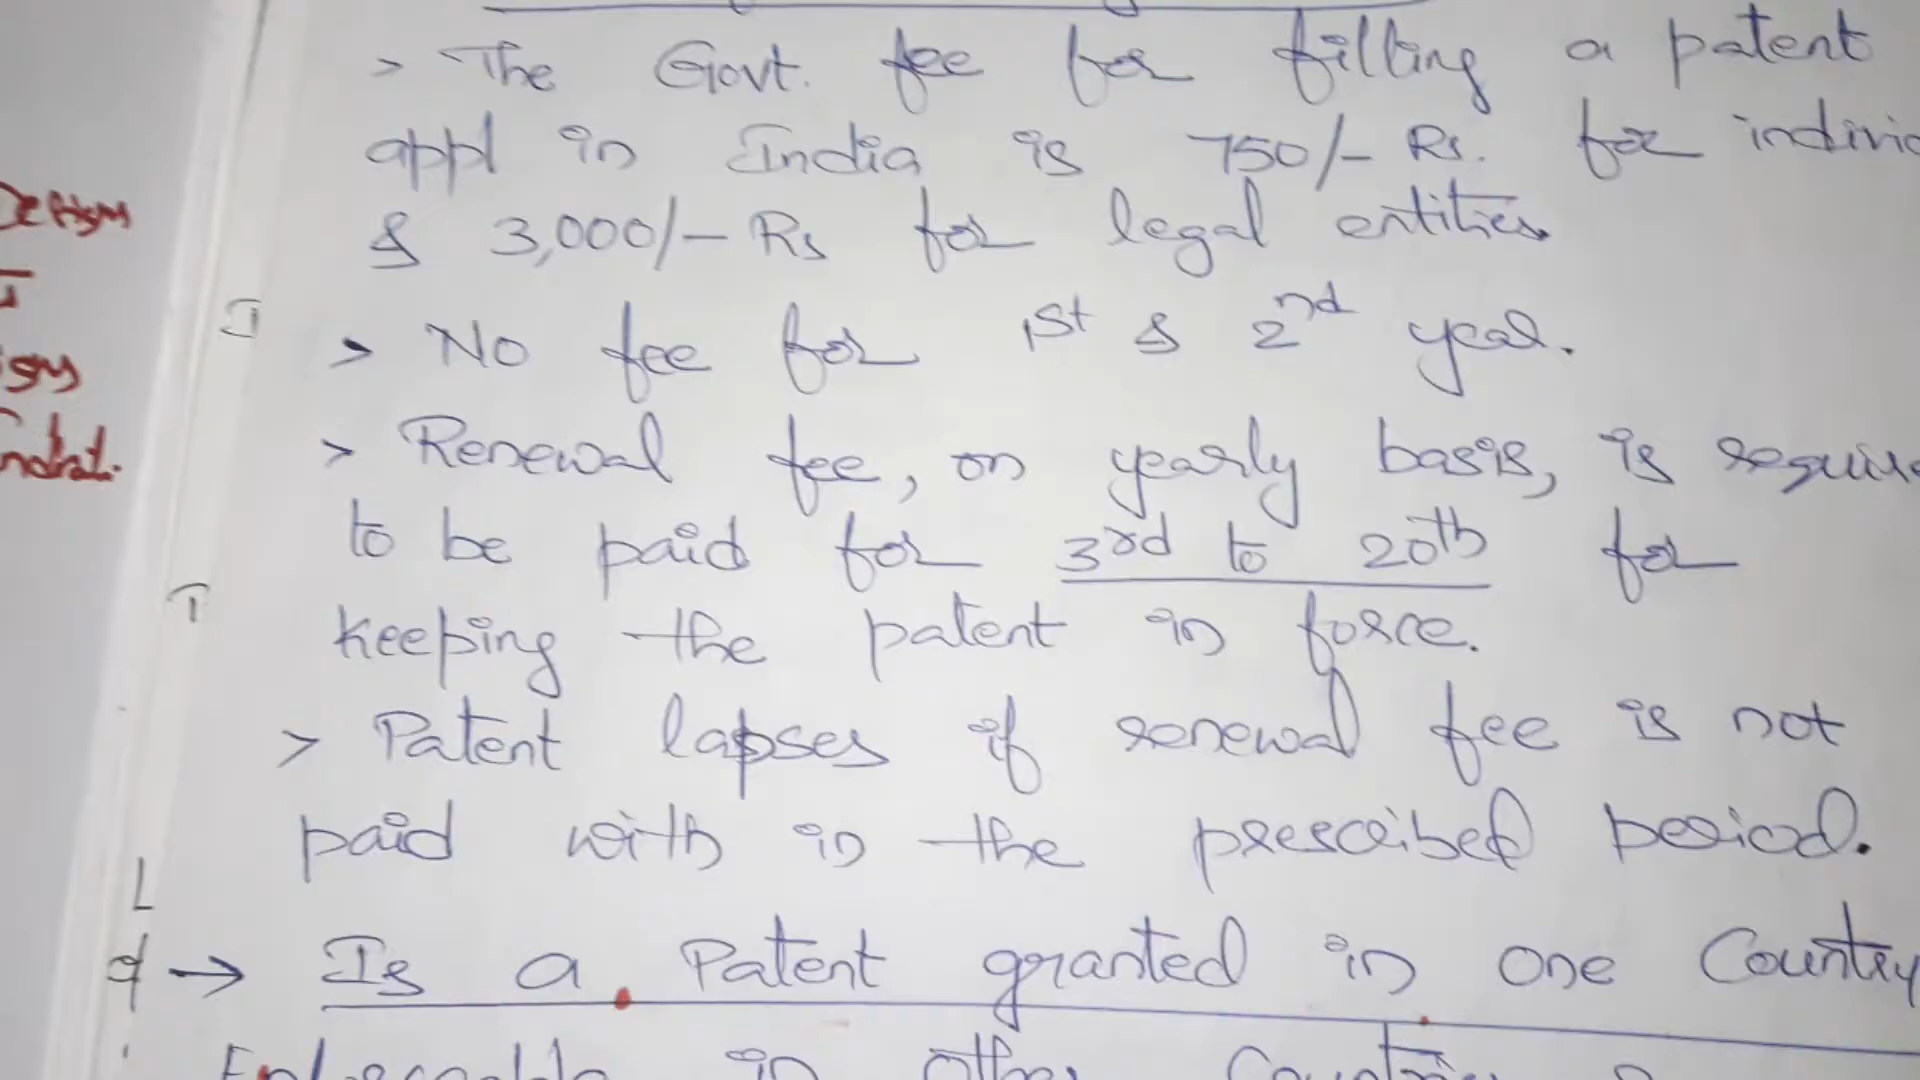 > The Govt. fee for filling a patent
appl in India is 750/- Rs. for
& 3,000/- Rs for legal entities
> No fee for 1st & 2nd year.
> Renewal fee, on yearly basis, is
to be paid for 3rd to 20th for
keeping the patent in force.
> Patent lapses if renewal fee is not
paid with in the prescribed period.
→ Is a Patent granted in one Country
in other